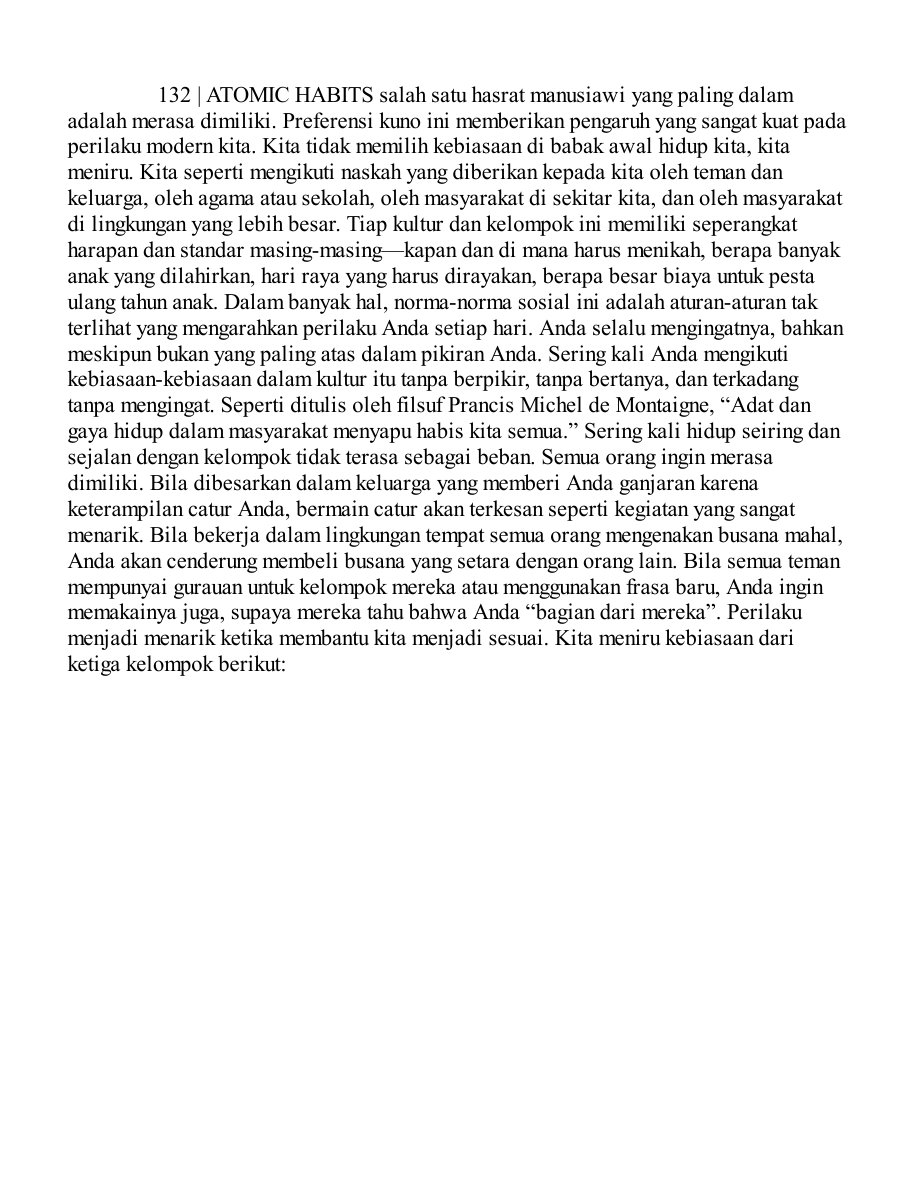 132 | ATOMIC HABITS salah satu hasrat manusiawi yang paling dalam
adalah merasa dimiliki. Preferensi kuno ini memberikan pengaruh yang sangat kuat pada
perilaku modern kita. Kita tidak memilih kebiasaan di babak awal hidup kita, kita
meniru. Kita seperti mengikuti naskah yang diberikan kepada kita oleh teman dan
keluarga, oleh agama atau sekolah, oleh masyarakat di sekitar kita, dan oleh masyarakat
di lingkungan yang lebih besar. Tiap kultur dan kelompok ini memiliki seperangkat
harapan dan standar masing-masing—kapan dan di mana harus menikah, berapa banyak
anak yang dilahirkan, hari raya yang harus dirayakan, berapa besar biaya untuk pesta
ulang tahun anak. Dalam banyak hal, norma-norma sosial ini adalah aturan-aturan tak
terlihat yang mengarahkan perilaku Anda setiap hari. Anda selalu mengingatnya, bahkan
meskipun bukan yang paling atas dalam pikiran Anda. Sering kali Anda mengikuti
kebiasaan-kebiasaan dalam kultur itu tanpa berpikir, tanpa bertanya, dan terkadang
tanpa mengingat. Seperti ditulis oleh filsuf Prancis Michel de Montaigne, “Adat dan
gaya hidup dalam masyarakat menyapu habis kita semua.” Sering kali hidup seiring dan
sejalan dengan kelompok tidak terasa sebagai beban. Semua orang ingin merasa
dimiliki. Bila dibesarkan dalam keluarga yang memberi Anda ganjaran karena
keterampilan catur Anda, bermain catur akan terkesan seperti kegiatan yang sangat
menarik. Bila bekerja dalam lingkungan tempat semua orang mengenakan busana mahal,
Anda akan cenderung membeli busana yang setara dengan orang lain. Bila semua teman
mempunyai gurauan untuk kelompok mereka atau menggunakan frasa baru, Anda ingin
memakainya juga, supaya mereka tahu bahwa Anda “bagian dari mereka”. Perilaku
menjadi menarik ketika membantu kita menjadi sesuai. Kita meniru kebiasaan dari
ketiga kelompok berikut: